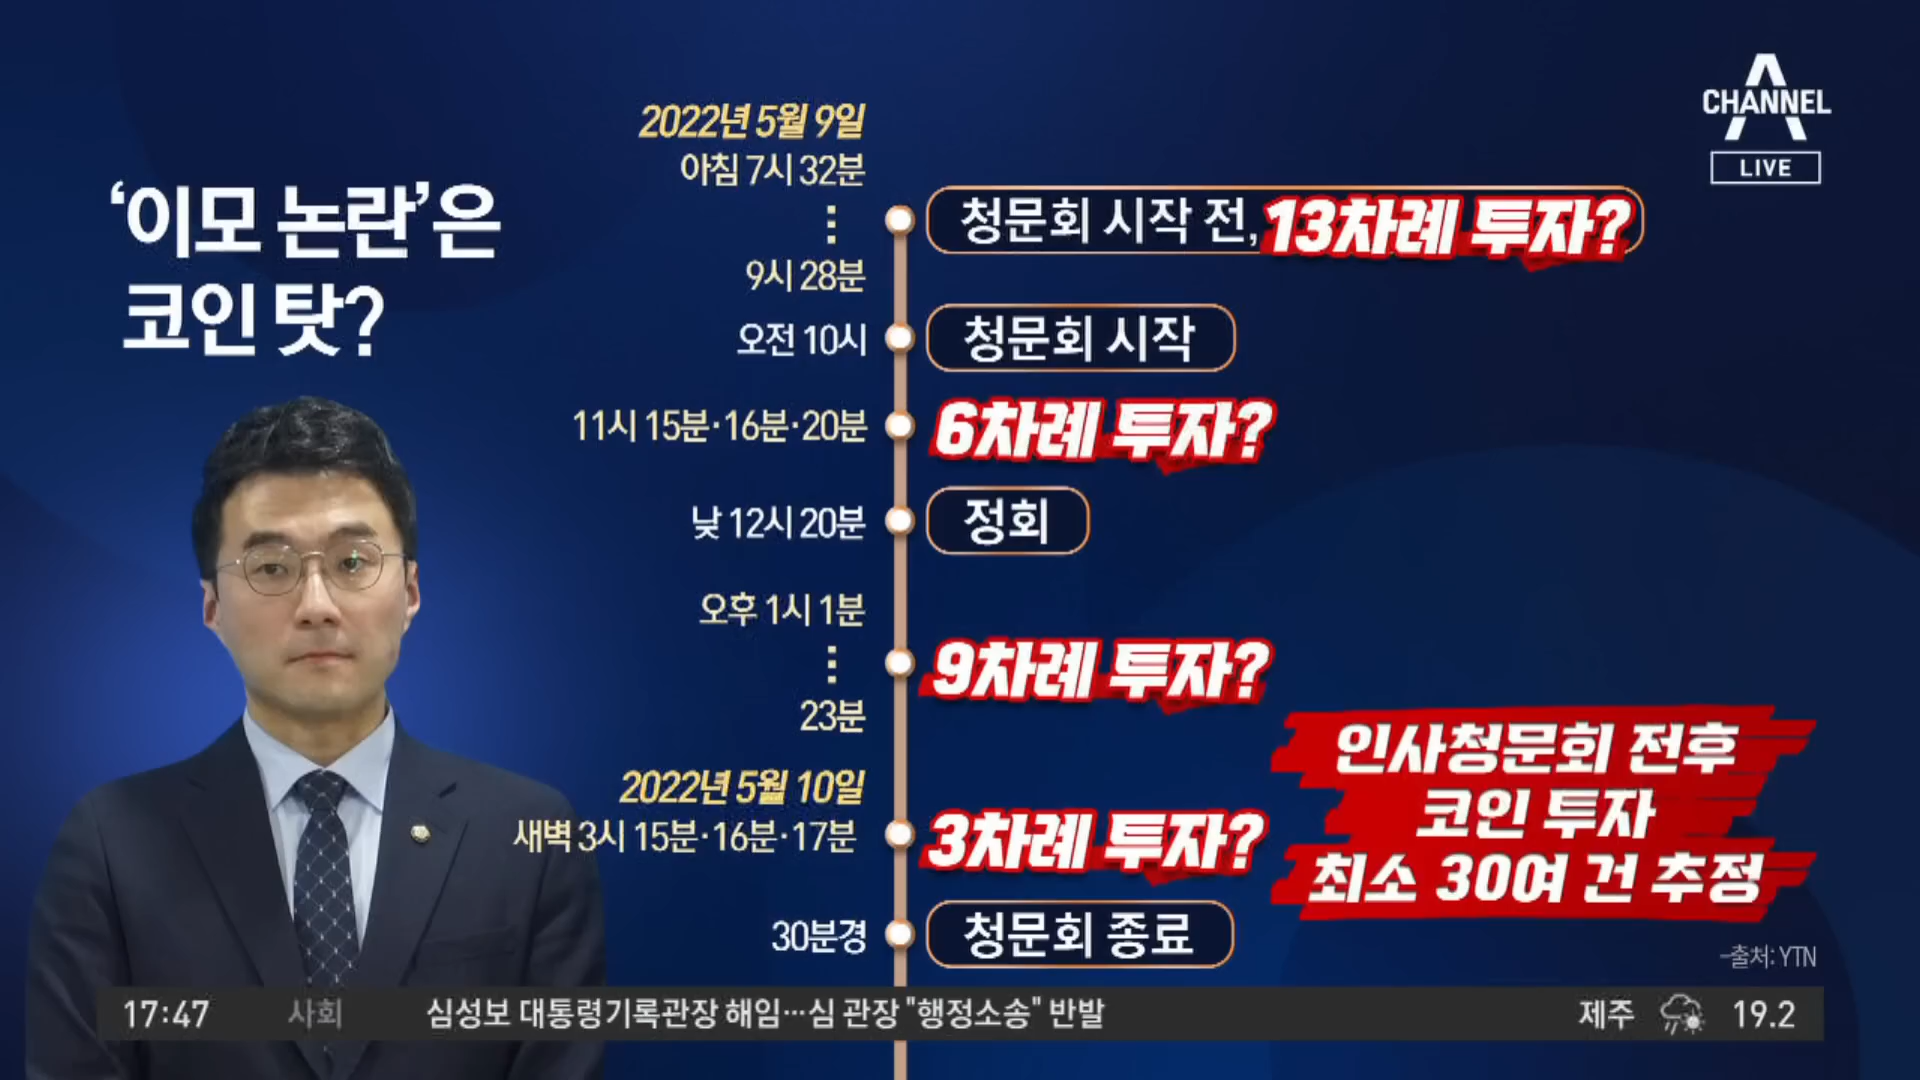 CHANNEL A
LIVE
‘이모 논란’은
코인 탓?
2022년 5월 9일
아침 7시 32분
⋮
9시 28분
청문회 시작 전, 13차례 투자?
오전 10시
청문회 시작
11시 15분·16분·20분
6차례 투자?
낮 12시 20분
정회
오후 1시 1분
⋮
23분
9차례 투자?
2022년 5월 10일
새벽 3시 15분·16분·17분
3차례 투자?
30분경
청문회 종료
인사청문회 전후
코인 투자
최소 30여 건 추정
-출처: YTN
17:47 사회 심성보 대통령기록관장 해임…심 관장 "행정소송" 반발 제주 19.2